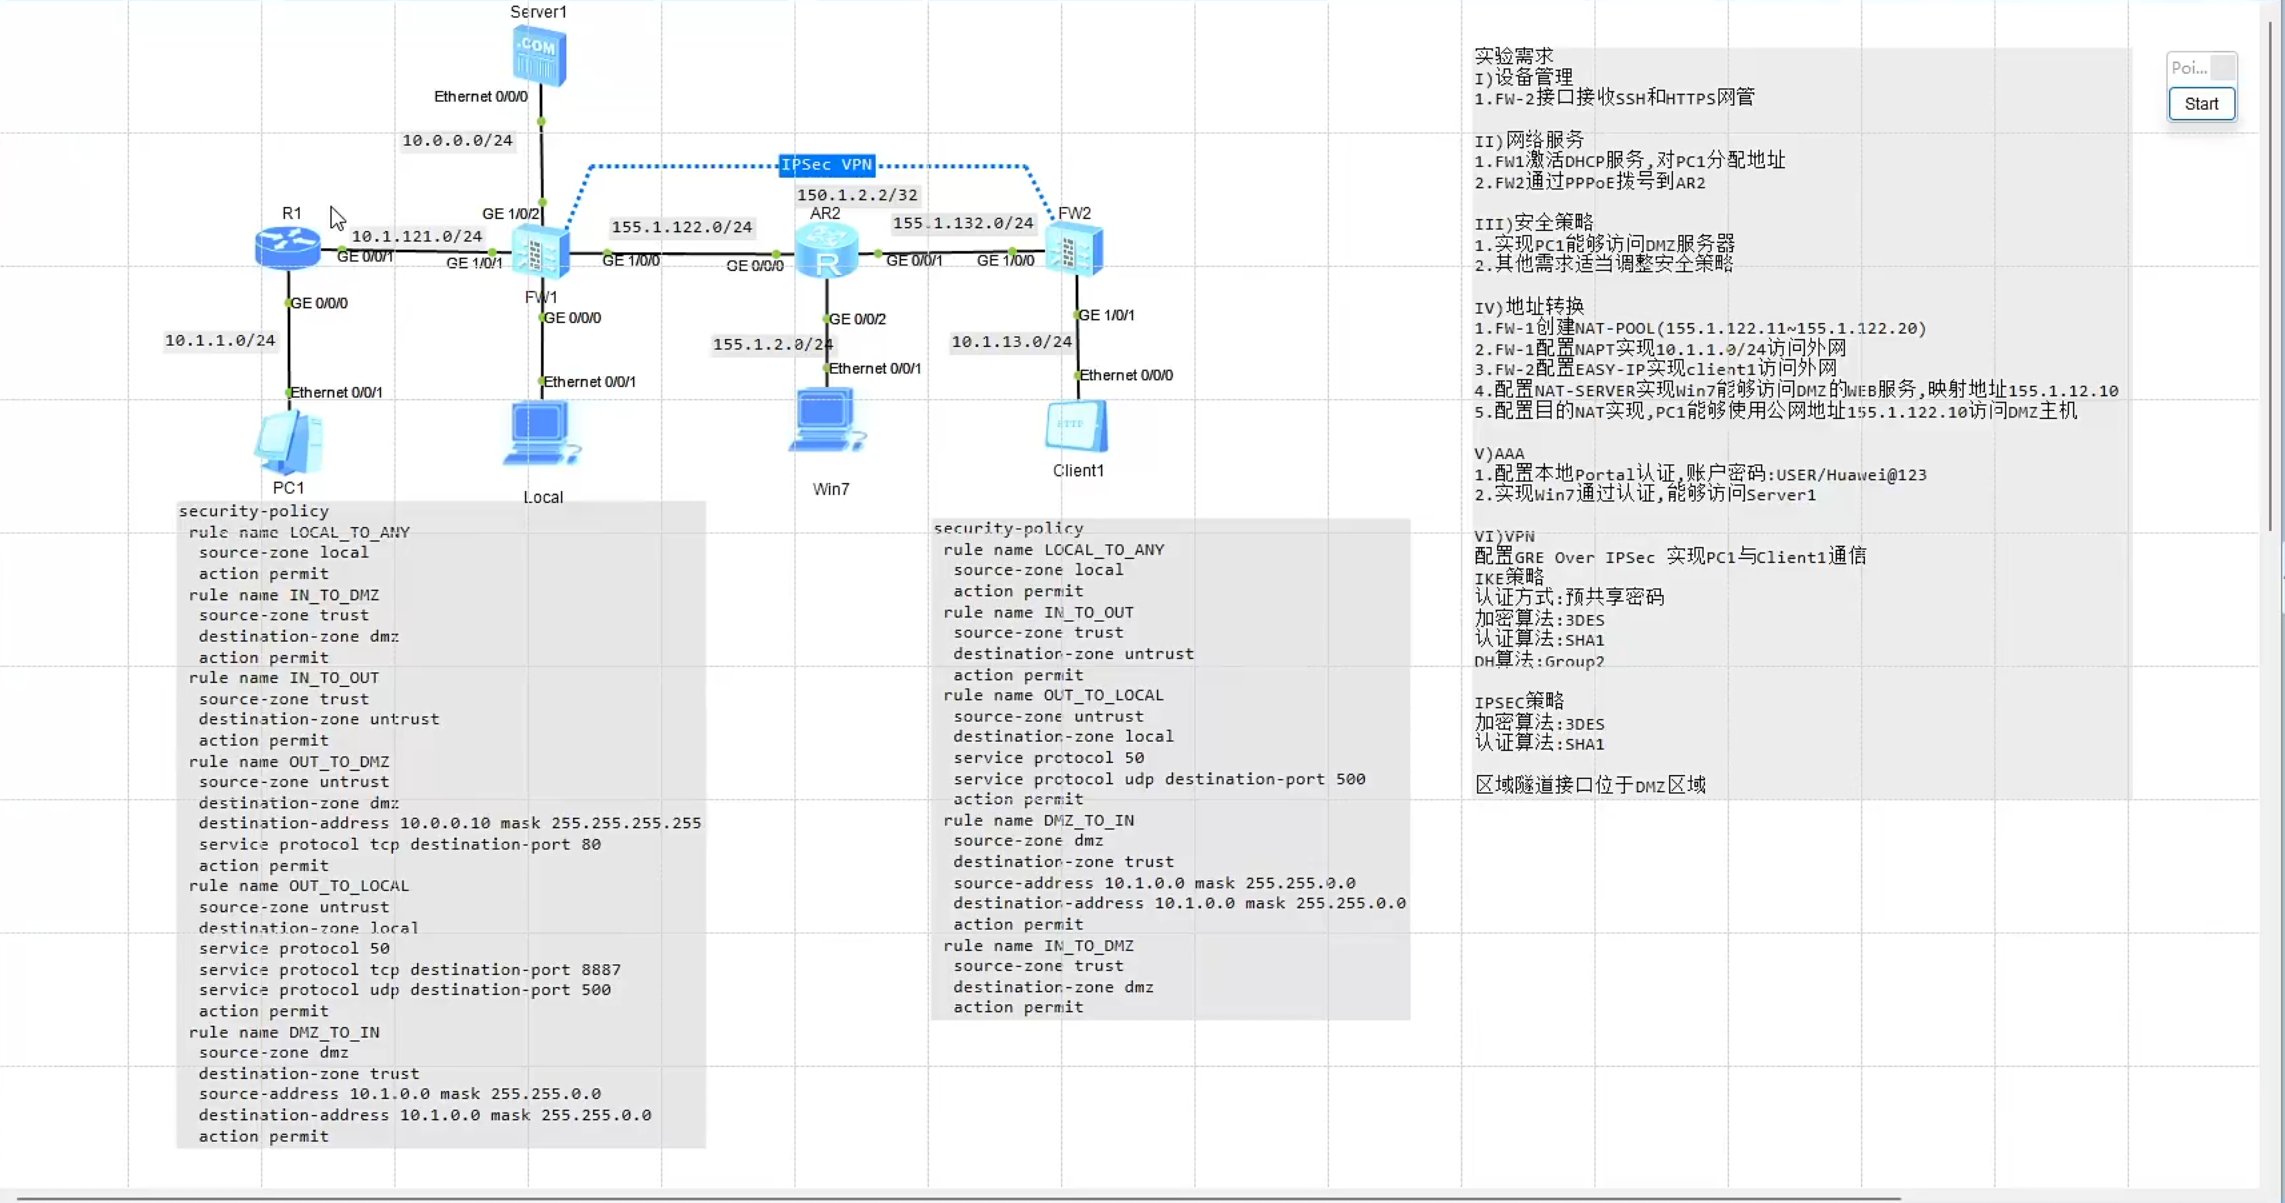 Server1
.COM
Ethernet 0/0/0
10.0.0.0/24
IPSec VPN
150.1.2.2/32
R1
GE 1/0/2
AR2
FW2
10.1.121.0/24
155.1.122.0/24
155.1.132.0/24
GE 0/0/1
GE 1/0/1
GE 1/0/0
GE 0/0/0
R
GE 0/0/1
GE 1/0/0
FW1
GE 0/0/0
GE 0/0/0
GE 0/0/2
GE 1/0/1
10.1.1.0/24
155.1.2.0/24
10.1.13.0/24
Ethernet 0/0/1
Ethernet 0/0/1
Ethernet 0/0/1
Ethernet 0/0/0
HTTP
PC1
Local
Win7
Client1
security-policy
rule name LOCAL_TO_ANY
source-zone local
action permit
rule name IN_TO_DMZ
source-zone trust
destination-zone dmz
action permit
rule name IN_TO_OUT
source-zone trust
destination-zone untrust
action permit
rule name OUT_TO_DMZ
source-zone untrust
destination-zone dmz
destination-address 10.0.0.10 mask 255.255.255.255
service protocol tcp destination-port 80
action permit
rule name OUT_TO_LOCAL
source-zone untrust
destination-zone local
service protocol 50
service protocol tcp destination-port 8887
service protocol udp destination-port 500
action permit
rule name DMZ_TO_IN
source-zone dmz
destination-zone trust
source-address 10.1.0.0 mask 255.255.0.0
destination-address 10.1.0.0 mask 255.255.0.0
action permit
security-policy
rule name LOCAL_TO_ANY
source-zone local
action permit
rule name IN_TO_OUT
source-zone trust
destination-zone untrust
action permit
rule name OUT_TO_LOCAL
source-zone untrust
destination-zone local
service protocol 50
service protocol udp destination-port 500
action permit
rule name DMZ_TO_IN
source-zone dmz
destination-zone trust
source-address 10.1.0.0 mask 255.255.0.0
destination-address 10.1.0.0 mask 255.255.0.0
action permit
rule name IN_TO_DMZ
source-zone trust
destination-zone dmz
action permit
实验需求
I)设备管理
1.FW-2接口接收SSH和HTTPS网管
II)网络服务
1.FW1激活DHCP服务,对PC1分配地址
2.FW2通过PPPoE拨号到AR2
III)安全策略
1.实现PC1能够访问DMZ服务器
2.其他需求适当调整安全策略
IV)地址转换
1.FW-1创建NAT-POOL(155.1.122.11~155.1.122.20)
2.FW-1配置NAPT实现10.1.1.0/24访问外网
3.FW-2配置EASY-IP实现client1访问外网
4.配置NAT-SERVER实现Win7能够访问DMZ的WEB服务,映射地址155.1.12.10
5.配置目的NAT实现,PC1能够使用公网地址155.1.122.10访问DMZ主机
V)AAA
1.配置本地Portal认证,账户密码:USER/Huawei@123
2.实现Win7通过认证,能够访问Server1
VI)VPN
配置GRE Over IPSec 实现PC1与Client1通信
IKE策略
认证方式:预共享密码
加密算法:3DES
认证算法:SHA1
DH算法:Group2
IPSEC策略
加密算法:3DES
认证算法:SHA1
区域隧道接口位于DMZ区域
Poi...
Start